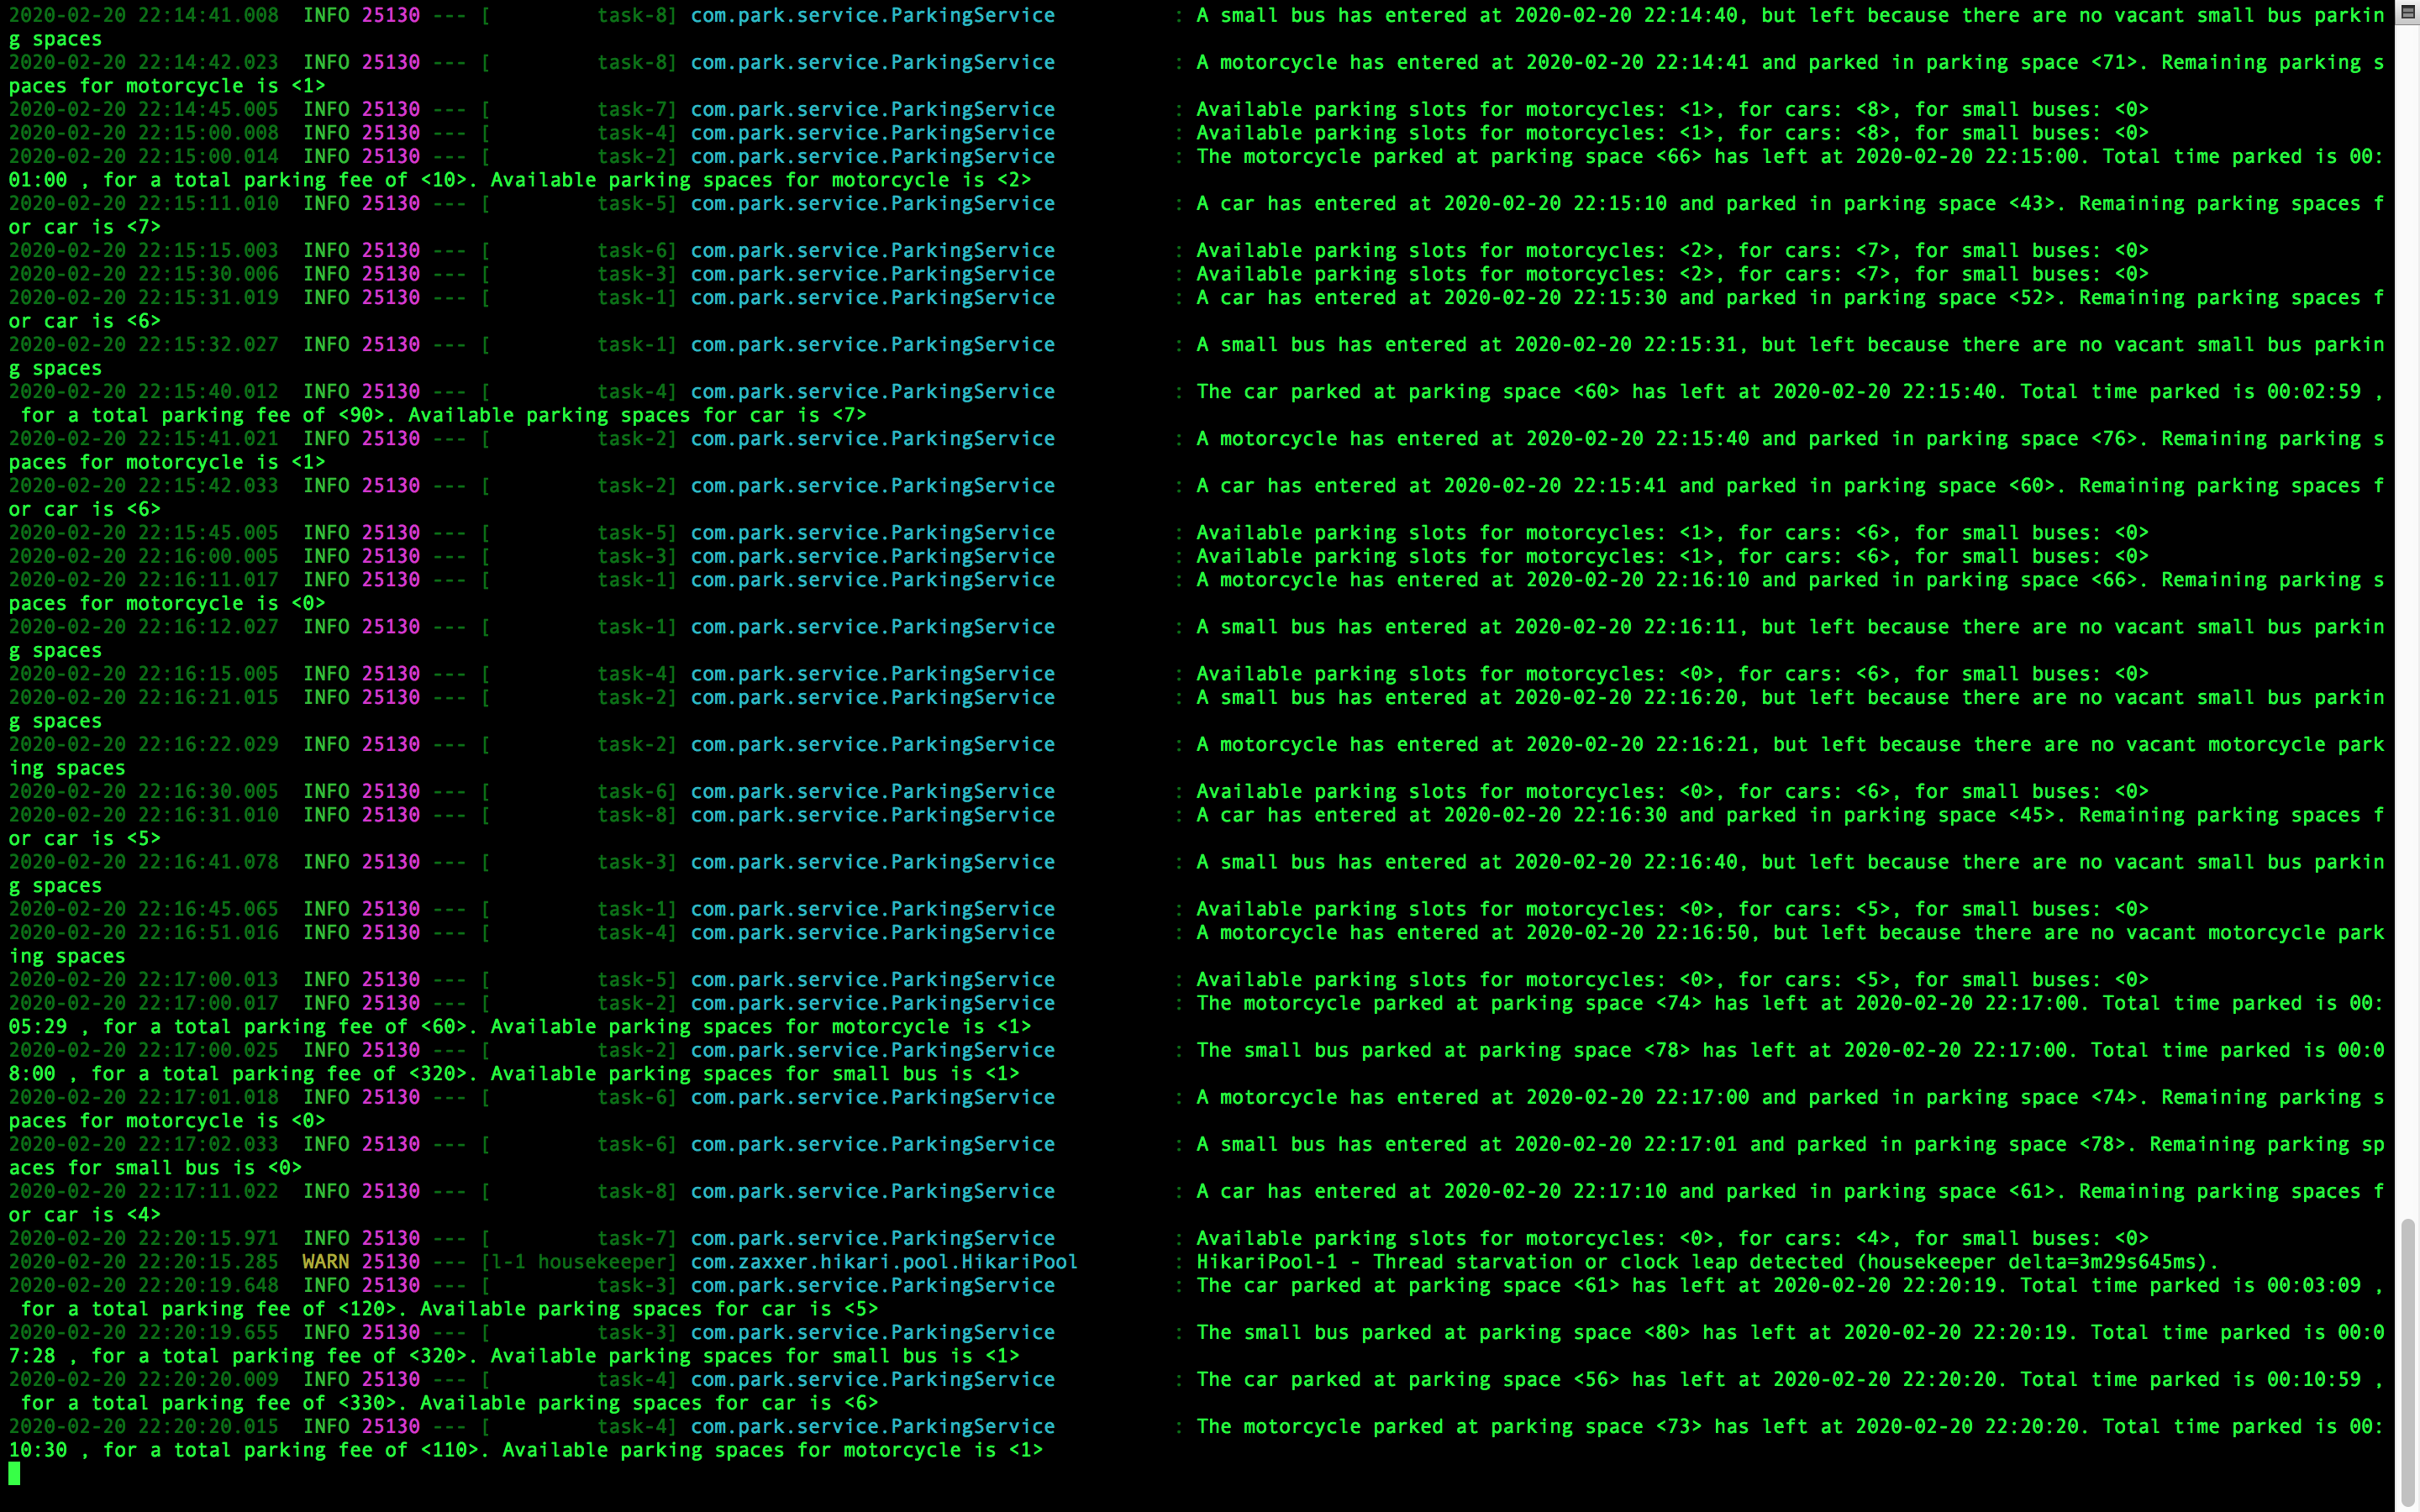 2020-02-20 22:14:41.008  INFO 25130 --- [         task-8] com.park.service.ParkingService          : A small bus has entered at 2020-02-20 22:14:40, but left because there are no vacant small bus parkin
g spaces
2020-02-20 22:14:42.023  INFO 25130 --- [         task-8] com.park.service.ParkingService          : A motorcycle has entered at 2020-02-20 22:14:41 and parked in parking space <71>. Remaining parking s
paces for motorcycle is <1>
2020-02-20 22:14:45.005  INFO 25130 --- [         task-7] com.park.service.ParkingService          : Available parking slots for motorcycles: <1>, for cars: <8>, for small buses: <0>
2020-02-20 22:15:00.008  INFO 25130 --- [         task-4] com.park.service.ParkingService          : Available parking slots for motorcycles: <1>, for cars: <8>, for small buses: <0>
2020-02-20 22:15:00.014  INFO 25130 --- [         task-2] com.park.service.ParkingService          : The motorcycle parked at parking space <66> has left at 2020-02-20 22:15:00. Total time parked is 00:
01:00 , for a total parking fee of <10>. Available parking spaces for motorcycle is <2>
2020-02-20 22:15:11.010  INFO 25130 --- [         task-5] com.park.service.ParkingService          : A car has entered at 2020-02-20 22:15:10 and parked in parking space <43>. Remaining parking spaces f
or car is <7>
2020-02-20 22:15:15.003  INFO 25130 --- [         task-6] com.park.service.ParkingService          : Available parking slots for motorcycles: <2>, for cars: <7>, for small buses: <0>
2020-02-20 22:15:30.006  INFO 25130 --- [         task-3] com.park.service.ParkingService          : Available parking slots for motorcycles: <2>, for cars: <7>, for small buses: <0>
2020-02-20 22:15:31.019  INFO 25130 --- [         task-1] com.park.service.ParkingService          : A car has entered at 2020-02-20 22:15:30 and parked in parking space <52>. Remaining parking spaces f
or car is <6>
2020-02-20 22:15:32.027  INFO 25130 --- [         task-1] com.park.service.ParkingService          : A small bus has entered at 2020-02-20 22:15:31, but left because there are no vacant small bus parkin
g spaces
2020-02-20 22:15:40.012  INFO 25130 --- [         task-4] com.park.service.ParkingService          : The car parked at parking space <60> has left at 2020-02-20 22:15:40. Total time parked is 00:02:59 ,
 for a total parking fee of <90>. Available parking spaces for car is <7>
2020-02-20 22:15:41.021  INFO 25130 --- [         task-2] com.park.service.ParkingService          : A motorcycle has entered at 2020-02-20 22:15:40 and parked in parking space <76>. Remaining parking s
paces for motorcycle is <1>
2020-02-20 22:15:42.033  INFO 25130 --- [         task-2] com.park.service.ParkingService          : A car has entered at 2020-02-20 22:15:41 and parked in parking space <60>. Remaining parking spaces f
or car is <6>
2020-02-20 22:15:45.005  INFO 25130 --- [         task-5] com.park.service.ParkingService          : Available parking slots for motorcycles: <1>, for cars: <6>, for small buses: <0>
2020-02-20 22:16:00.005  INFO 25130 --- [         task-3] com.park.service.ParkingService          : Available parking slots for motorcycles: <1>, for cars: <6>, for small buses: <0>
2020-02-20 22:16:11.017  INFO 25130 --- [         task-1] com.park.service.ParkingService          : A motorcycle has entered at 2020-02-20 22:16:10 and parked in parking space <66>. Remaining parking s
paces for motorcycle is <0>
2020-02-20 22:16:12.027  INFO 25130 --- [         task-1] com.park.service.ParkingService          : A small bus has entered at 2020-02-20 22:16:11, but left because there are no vacant small bus parkin
g spaces
2020-02-20 22:16:15.005  INFO 25130 --- [         task-4] com.park.service.ParkingService          : Available parking slots for motorcycles: <0>, for cars: <6>, for small buses: <0>
2020-02-20 22:16:21.015  INFO 25130 --- [         task-2] com.park.service.ParkingService          : A small bus has entered at 2020-02-20 22:16:20, but left because there are no vacant small bus parkin
g spaces
2020-02-20 22:16:22.029  INFO 25130 --- [         task-2] com.park.service.ParkingService          : A motorcycle has entered at 2020-02-20 22:16:21, but left because there are no vacant motorcycle park
ing spaces
2020-02-20 22:16:30.005  INFO 25130 --- [         task-6] com.park.service.ParkingService          : Available parking slots for motorcycles: <0>, for cars: <6>, for small buses: <0>
2020-02-20 22:16:31.010  INFO 25130 --- [         task-8] com.park.service.ParkingService          : A car has entered at 2020-02-20 22:16:30 and parked in parking space <45>. Remaining parking spaces f
or car is <5>
2020-02-20 22:16:41.078  INFO 25130 --- [         task-3] com.park.service.ParkingService          : A small bus has entered at 2020-02-20 22:16:40, but left because there are no vacant small bus parkin
g spaces
2020-02-20 22:16:45.065  INFO 25130 --- [         task-1] com.park.service.ParkingService          : Available parking slots for motorcycles: <0>, for cars: <5>, for small buses: <0>
2020-02-20 22:16:51.016  INFO 25130 --- [         task-4] com.park.service.ParkingService          : A motorcycle has entered at 2020-02-20 22:16:50, but left because there are no vacant motorcycle park
ing spaces
2020-02-20 22:17:00.013  INFO 25130 --- [         task-5] com.park.service.ParkingService          : Available parking slots for motorcycles: <0>, for cars: <5>, for small buses: <0>
2020-02-20 22:17:00.017  INFO 25130 --- [         task-2] com.park.service.ParkingService          : The motorcycle parked at parking space <74> has left at 2020-02-20 22:17:00. Total time parked is 00:
05:29 , for a total parking fee of <60>. Available parking spaces for motorcycle is <1>
2020-02-20 22:17:00.025  INFO 25130 --- [         task-2] com.park.service.ParkingService          : The small bus parked at parking space <78> has left at 2020-02-20 22:17:00. Total time parked is 00:0
8:00 , for a total parking fee of <320>. Available parking spaces for small bus is <1>
2020-02-20 22:17:01.018  INFO 25130 --- [         task-6] com.park.service.ParkingService          : A motorcycle has entered at 2020-02-20 22:17:00 and parked in parking space <74>. Remaining parking s
paces for motorcycle is <0>
2020-02-20 22:17:02.033  INFO 25130 --- [         task-6] com.park.service.ParkingService          : A small bus has entered at 2020-02-20 22:17:01 and parked in parking space <78>. Remaining parking sp
aces for small bus is <0>
2020-02-20 22:17:11.022  INFO 25130 --- [         task-8] com.park.service.ParkingService          : A car has entered at 2020-02-20 22:17:10 and parked in parking space <61>. Remaining parking spaces f
or car is <4>
2020-02-20 22:20:15.971  INFO 25130 --- [         task-7] com.park.service.ParkingService          : Available parking slots for motorcycles: <0>, for cars: <4>, for small buses: <0>
2020-02-20 22:20:15.285  WARN 25130 --- [l-1 housekeeper] com.zaxxer.hikari.pool.HikariPool        : HikariPool-1 - Thread starvation or clock leap detected (housekeeper delta=3m29s645ms).
2020-02-20 22:20:19.648  INFO 25130 --- [         task-3] com.park.service.ParkingService          : The car parked at parking space <61> has left at 2020-02-20 22:20:19. Total time parked is 00:03:09 ,
 for a total parking fee of <120>. Available parking spaces for car is <5>
2020-02-20 22:20:19.655  INFO 25130 --- [         task-3] com.park.service.ParkingService          : The small bus parked at parking space <80> has left at 2020-02-20 22:20:19. Total time parked is 00:0
7:28 , for a total parking fee of <320>. Available parking spaces for small bus is <1>
2020-02-20 22:20:20.009  INFO 25130 --- [         task-4] com.park.service.ParkingService          : The car parked at parking space <56> has left at 2020-02-20 22:20:20. Total time parked is 00:10:59 ,
 for a total parking fee of <330>. Available parking spaces for car is <6>
2020-02-20 22:20:20.015  INFO 25130 --- [         task-4] com.park.service.ParkingService          : The motorcycle parked at parking space <73> has left at 2020-02-20 22:20:20. Total time parked is 00:
10:30 , for a total parking fee of <110>. Available parking spaces for motorcycle is <1>